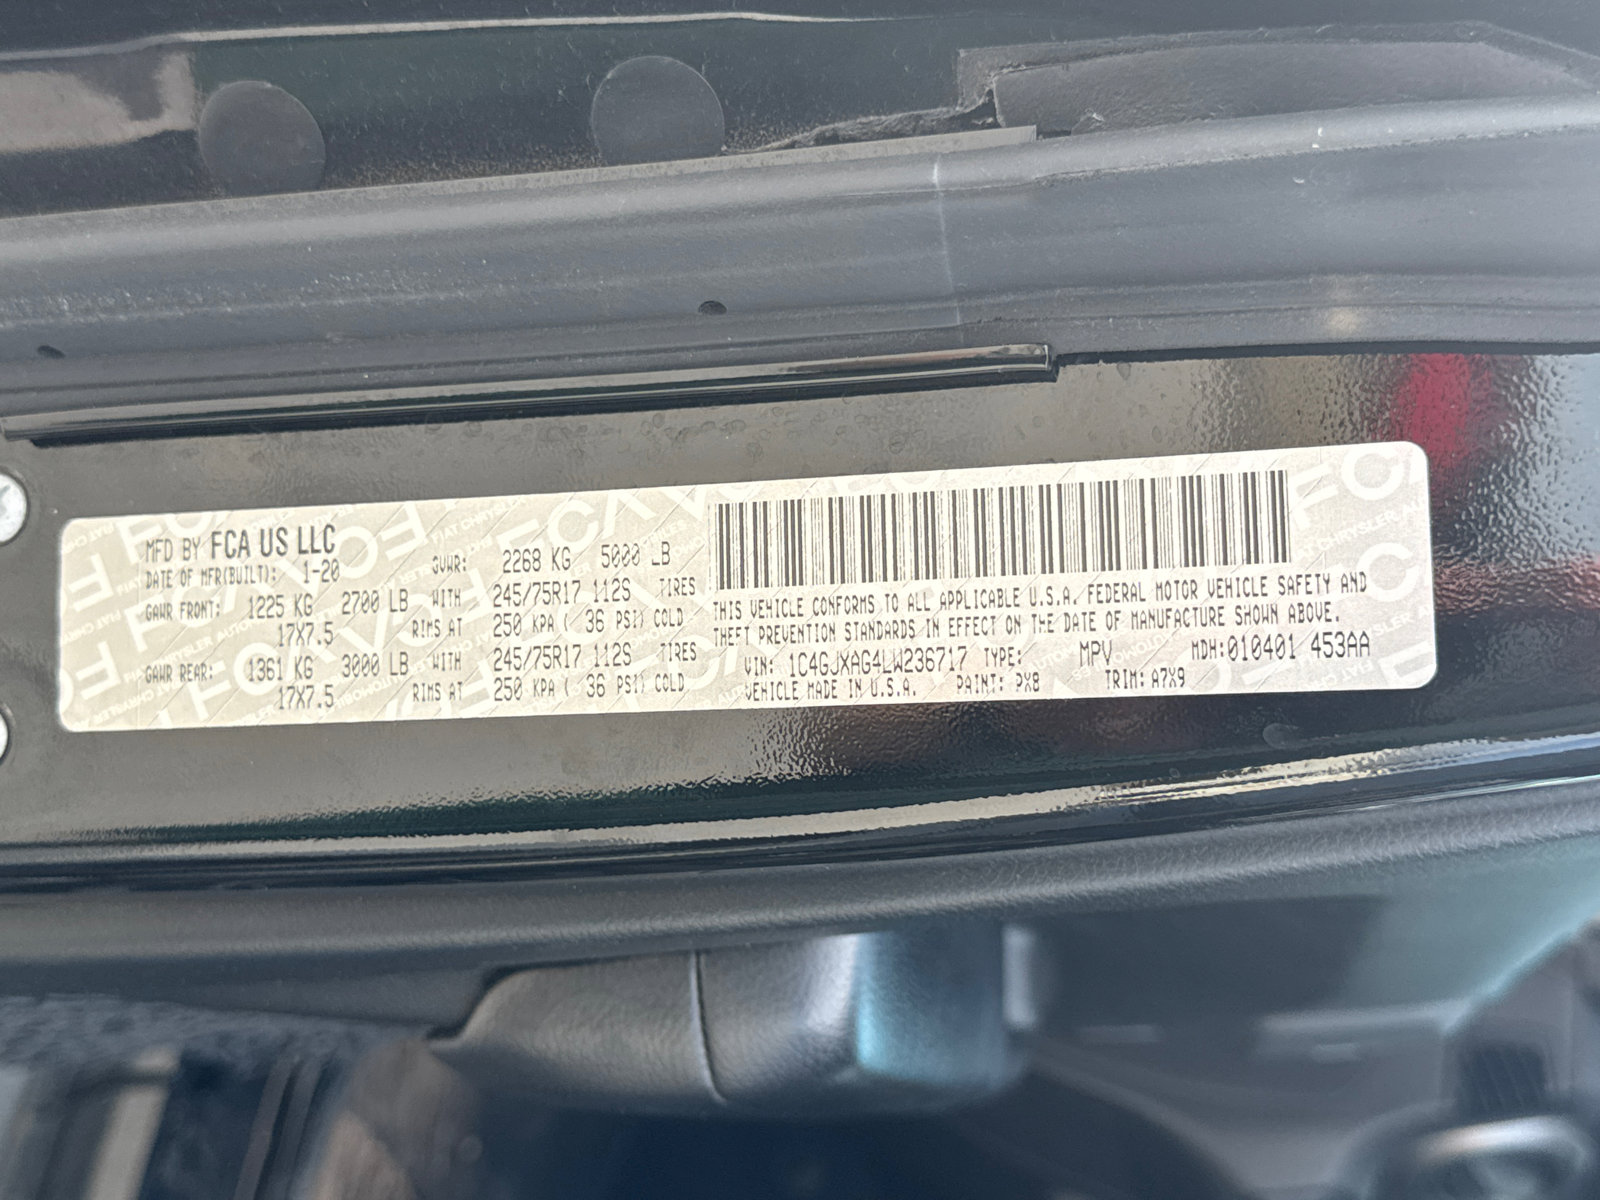 MFD BY FCA US LLC
DATE OF MFR(BUILT): 1-20
GVWR: 2268 KG 5000 LB
GAWR FRONT: 1225 KG 2700 LB WITH 245/75R17 112S TIRES
17X7.5 RIMS AT 250 KPA ( 36 PSI) COLD
GAWR REAR: 1361 KG 3000 LB WITH 245/75R17 112S TIRES
17X7.5 RIMS AT 250 KPA ( 36 PSI) COLD
THIS VEHICLE CONFORMS TO ALL APPLICABLE U.S.A. FEDERAL MOTOR VEHICLE SAFETY AND
THEFT PREVENTION STANDARDS IN EFFECT ON THE DATE OF MANUFACTURE SHOWN ABOVE.
VIN: 1C4GJXAG4LW236717 TYPE: MPV MDH:010401 453AA
VEHICLE MADE IN U.S.A. PAINT: PX8 TRIM: A7X9